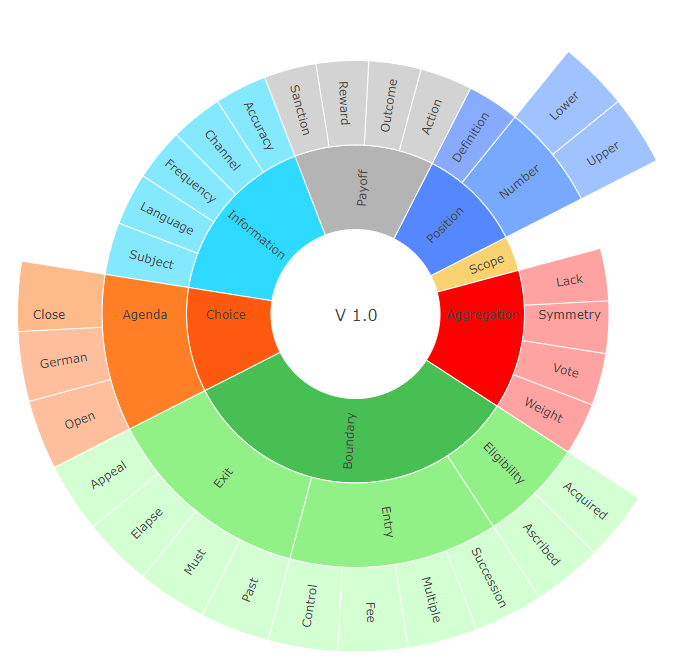 V 1.0
Payoff
Sanction
Reward
Outcome
Action
Position
Definition
Number
Lower
Upper
Scope
Aggregation
Lack
Symmetry
Vote
Weight
Boundary
Eligibility
Acquired
Ascribed
Entry
Succession
Multiple
Fee
Control
Exit
Past
Must
Elapse
Appeal
Choice
Agenda
Open
German
Close
Information
Subject
Language
Frequency
Channel
Accuracy